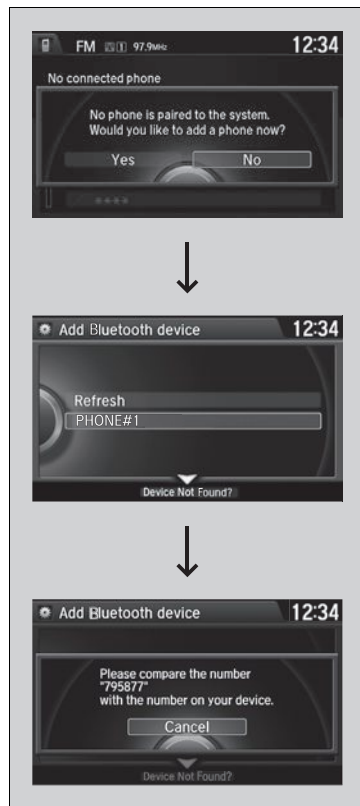 FM 1 97.9MHz 12:34
No connected phone
No phone is paired to the system.
Would you like to add a phone now?
Yes No
****
Add Bluetooth device 12:34
Refresh
PHONE#1
Device Not Found?
Add Bluetooth device 12:34
Please compare the number
"795877"
with the number on your device.
Cancel
Device Not Found?